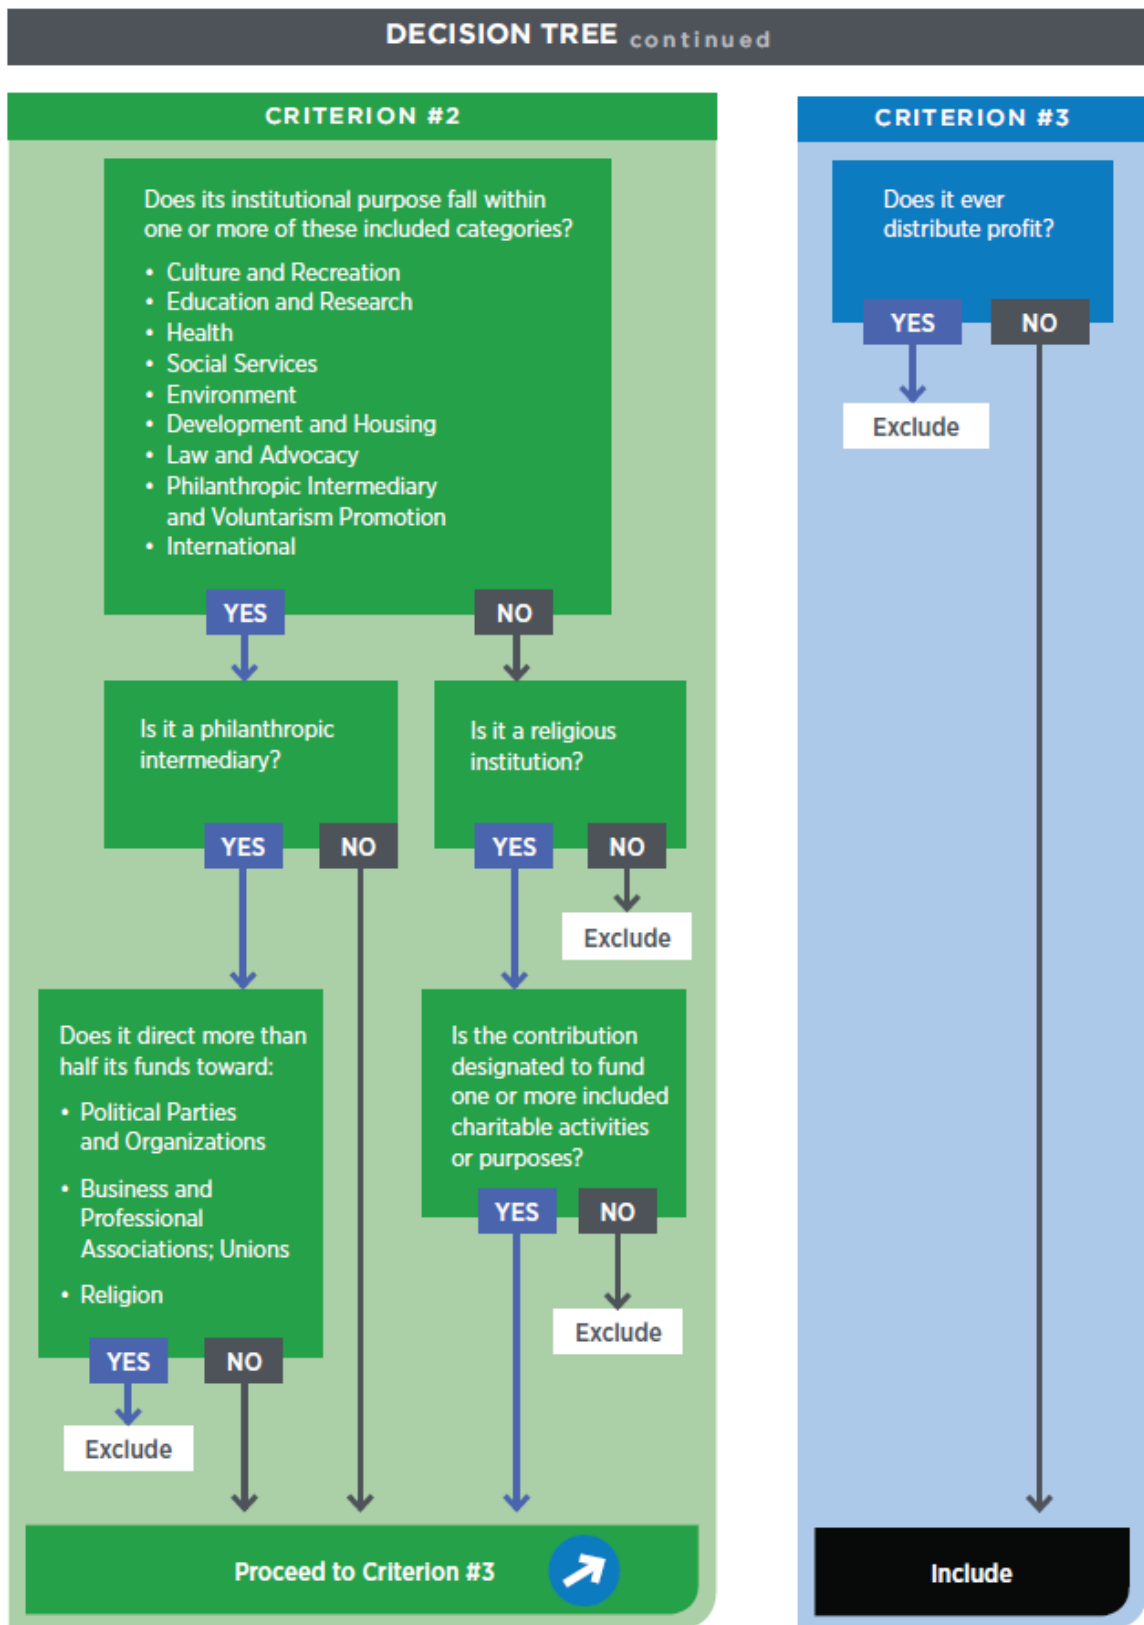 DECISION TREE continued
CRITERION #2
Does its institutional purpose fall within
one or more of these included categories?
• Culture and Recreation
• Education and Research
• Health
• Social Services
• Environment
• Development and Housing
• Law and Advocacy
• Philanthropic Intermediary
and Voluntarism Promotion
• International
YES
NO
Is it a philanthropic
intermediary?
YES
NO
Is it a religious
institution?
YES
NO
Exclude
Does it direct more than
half its funds toward:
• Political Parties
and Organizations
• Business and
Professional
Associations; Unions
• Religion
YES
NO
Exclude
Is the contribution
designated to fund
one or more included
charitable activities
or purposes?
YES
NO
Exclude
Proceed to Criterion #3
CRITERION #3
Does it ever
distribute profit?
YES
NO
Exclude
Include